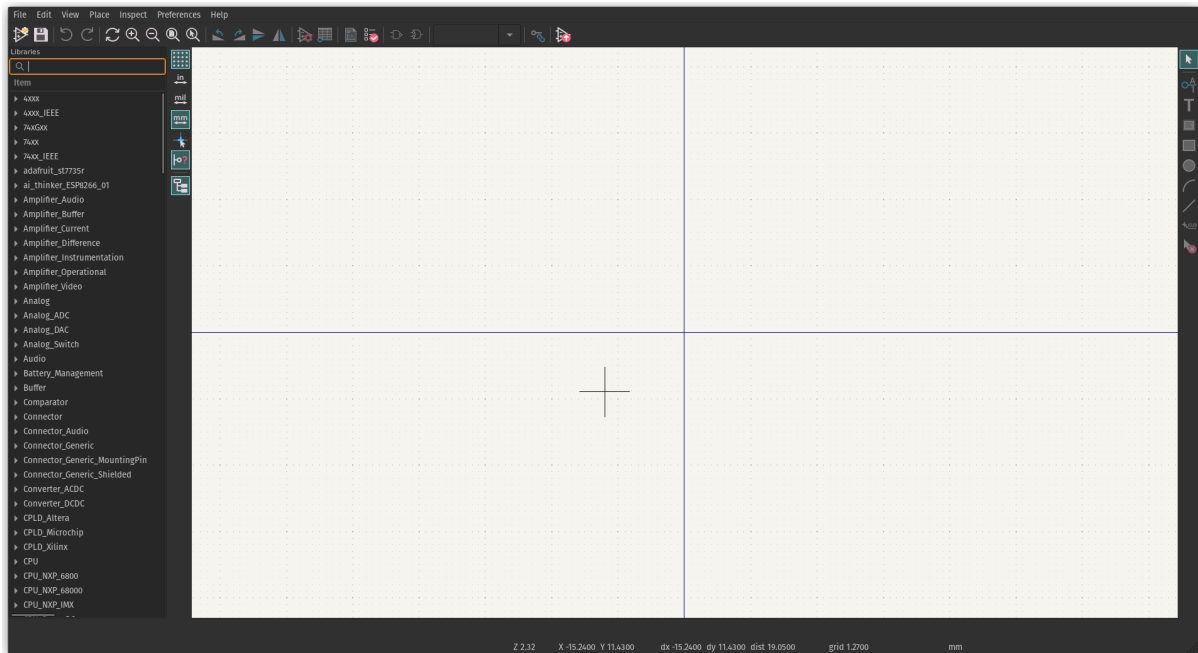 File Edit View Place Inspect Preferences Help
Libraries
Item
4xxx
4xxx_IEEE
74xGxx
74xx
74xx_IEEE
adafruit_st7735r
ai_thinker_ESP8266_01
Amplifier_Audio
Amplifier_Buffer
Amplifier_Current
Amplifier_Difference
Amplifier_Instrumentation
Amplifier_Operational
Amplifier_Video
Analog
Analog_ADC
Analog_DAC
Analog_Switch
Audio
Battery_Management
Buffer
Comparator
Connector
Connector_Audio
Connector_Generic
Connector_Generic_MountingPin
Connector_Generic_Shielded
Converter_ACDC
Converter_DCDC
CPLD_Altera
CPLD_Microchip
CPLD_Xilinx
CPU
CPU_NXP_6800
CPU_NXP_68000
CPU_NXP_IMX
in
mil
mm
A
T
Z 2.32 X -15.2400 Y 11.4300 dx -15.2400 dy 11.4300 dist 19.0500 grid 1.2700 mm